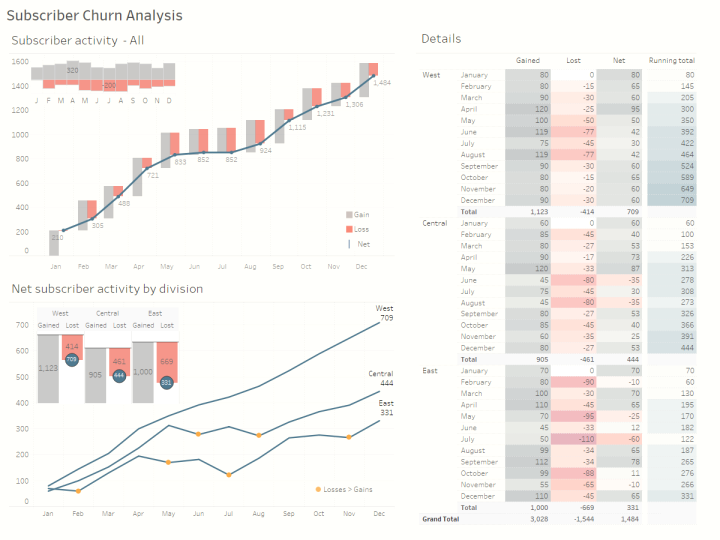 Subscriber Churn Analysis
Subscriber activity - All
1600
1400
1200
1000
800
600
400
200
0
320
-200
J F M A M J J A S O N D
210
305
488
721
833
852
852
924
1,115
1,231
1,306
1,484
Gain
Loss
Net
Jan Feb Mar Apr May Jun Jul Aug Sep Oct Nov Dec
Net subscriber activity by division
West Central East
Gained Lost Gained Lost Gained Lost
1,123 414 709
905 461 444
1,000 669 331
700
600
500
400
300
200
100
0
West
709
Central
444
East
331
Losses > Gains
Jan Feb Mar Apr May Jun Jul Aug Sep Oct Nov Dec
Details
Gained Lost Net Running total
West January 80 0 80 80
February 80 -15 65 145
March 90 -30 60 205
April 120 -25 95 300
May 100 -50 50 350
June 119 -77 42 392
July 75 -45 30 422
August 119 -77 42 464
September 90 -30 60 524
October 80 -15 65 589
November 80 -20 60 649
December 90 -30 60 709
Total 1,123 -414 709
Central January 60 0 60 60
February 85 -45 40 100
March 80 -27 53 153
April 90 -17 73 226
May 120 -33 87 313
June 45 -80 -35 278
July 75 -45 30 308
August 45 -80 -35 273
September 80 -27 53 326
October 85 -45 40 366
November 60 -35 25 391
December 80 -27 53 444
Total 905 -461 444
East January 70 0 70 70
February 80 -90 -10 60
March 100 -30 70 130
April 110 -45 65 195
May 70 -95 -25 170
June 45 -33 12 182
July 50 -110 -60 122
August 99 -34 65 187
September 112 -34 78 265
October 99 -88 11 276
November 55 -65 -10 266
December 110 -45 65 331
Total 1,000 -669 331
Grand Total 3,028 -1,544 1,484